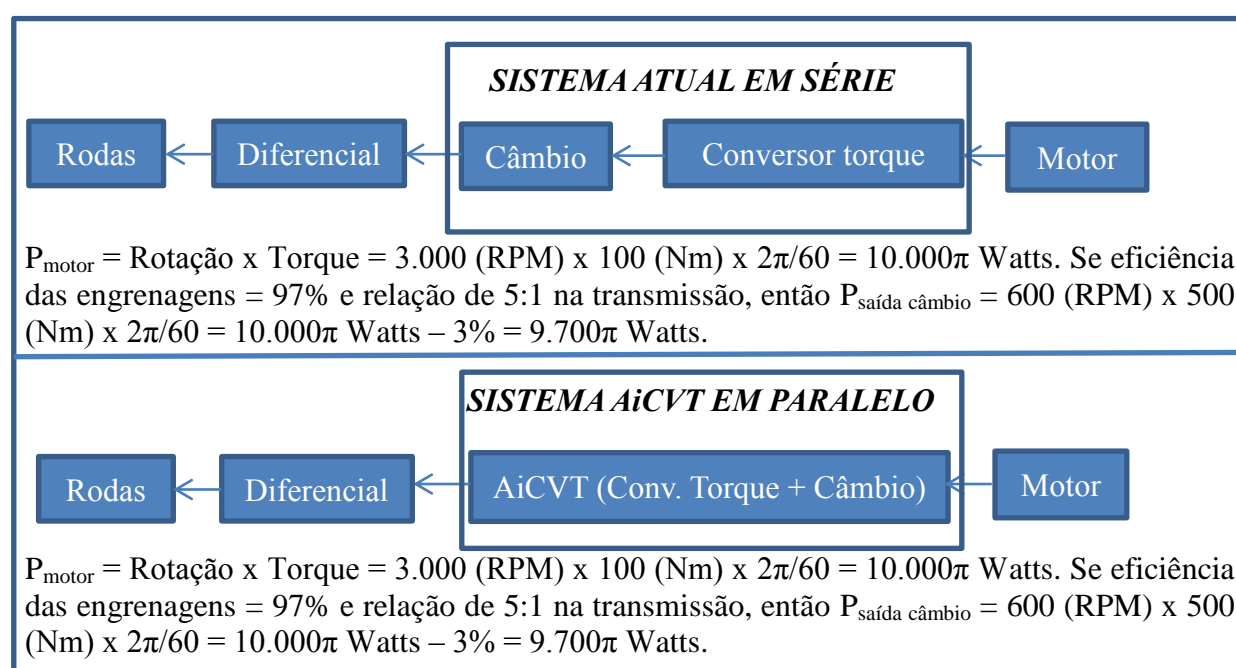 SISTEMA ATUAL EM SÉRIE
Rodas Diferencial Câmbio Conversor torque Motor
Pmotor = Rotação x Torque = 3.000 (RPM) x 100 (Nm) x 2π/60 = 10.000π Watts. Se eficiência
das engrenagens = 97% e relação de 5:1 na transmissão, então Psaída câmbio = 600 (RPM) x 500
(Nm) x 2π/60 = 10.000π Watts – 3% = 9.700π Watts.
SISTEMA AiCVT EM PARALELO
Rodas Diferencial AiCVT (Conv. Torque + Câmbio) Motor
Pmotor = Rotação x Torque = 3.000 (RPM) x 100 (Nm) x 2π/60 = 10.000π Watts. Se eficiência
das engrenagens = 97% e relação de 5:1 na transmissão, então Psaída câmbio = 600 (RPM) x 500
(Nm) x 2π/60 = 10.000π Watts – 3% = 9.700π Watts.